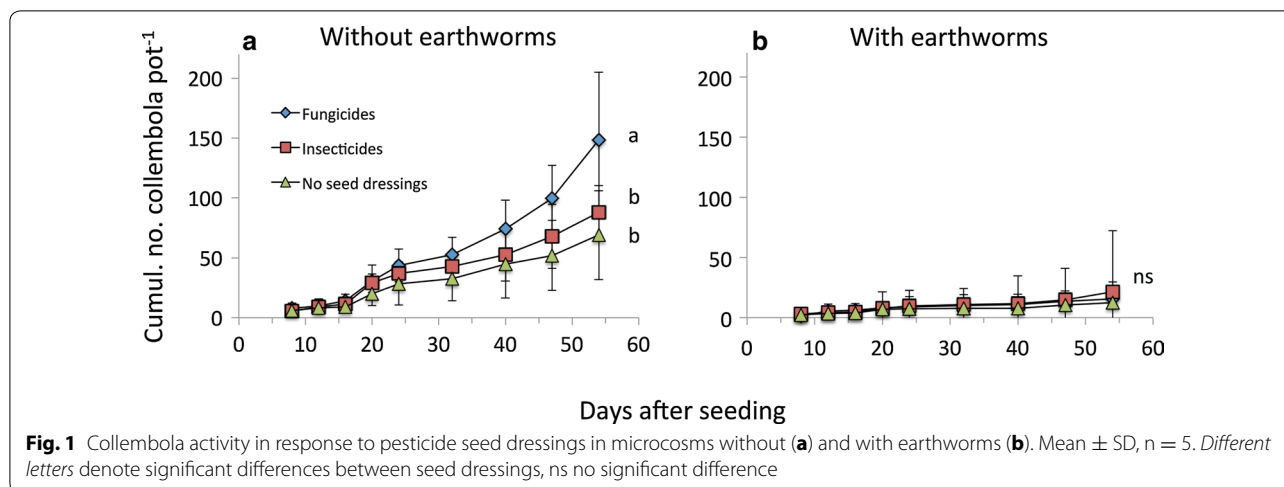 a Without earthworms
b With earthworms
Cumul. no. collembola pot-1
200
150
100
50
0
Fungicides
Insecticides
No seed dressings
a
b
b
0 10 20 30 40 50 60
200
150
100
50
0
ns
0 10 20 30 40 50 60
Days after seeding
Fig. 1 Collembola activity in response to pesticide seed dressings in microcosms without (a) and with earthworms (b). Mean ± SD, n = 5. Different
letters denote significant differences between seed dressings, ns no significant difference